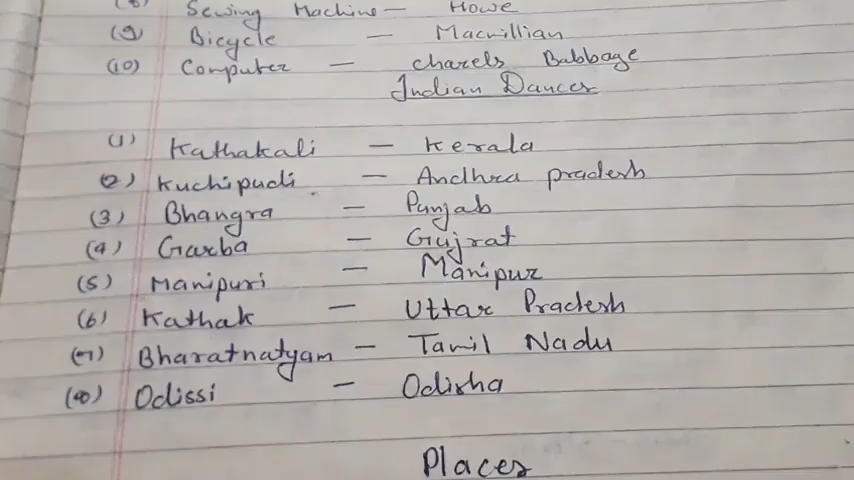 (8) Sewing Machine - Howe
(9) Bicycle - Macmillian
(10) Computer - charels Babbage
Indian Dances
(1) Kathakali - Kerala
(2) Kuchipudi - Andhra pradesh
(3) Bhangra - Punjab
(4) Garba - Gujrat
(5) Manipuri - Manipur
(6) Kathak - Uttar Pradesh
(7) Bharatnatyam - Tamil Nadu
(8) Odissi - Odisha
Places